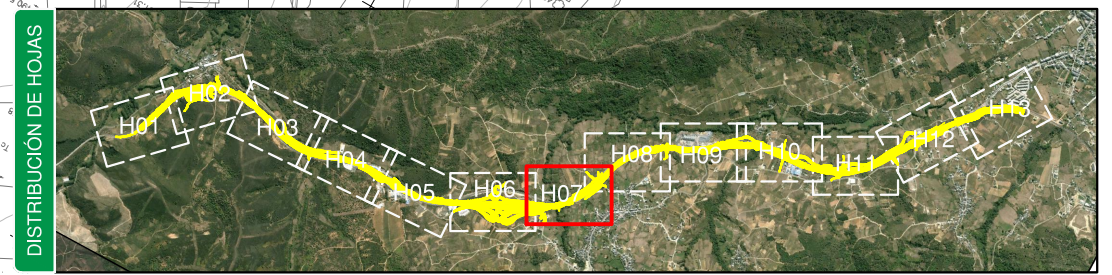 DISTRIBUCIÓN DE HOJAS
H01
H02
H03
H04
H05
H06
H07
H08
H09
H10
H11
H12
H13